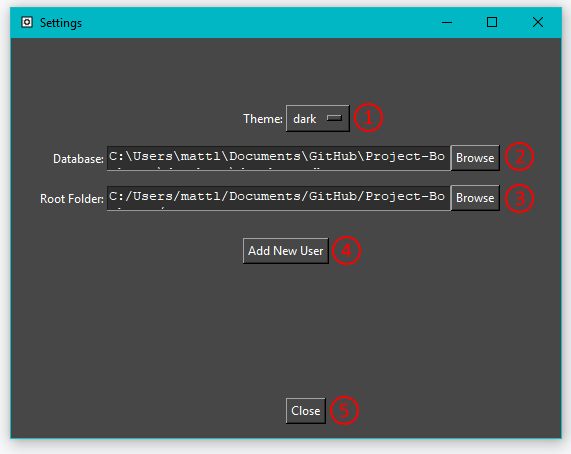 Settings
Theme: dark 1
Database: C:\Users\mattl\Documents\GitHub\Project-Bo Browse 2
Root Folder: C:/Users/mattl/Documents/GitHub/Project-Bo Browse 3
Add New User 4
Close 5